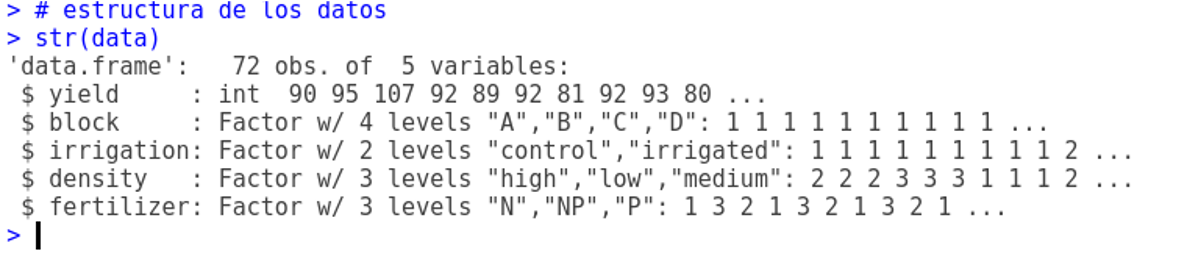 > # estructura de los datos
> str(data)
'data.frame':   72 obs. of  5 variables:
 $ yield     : int  90 95 107 92 89 92 81 92 93 80 ...
 $ block     : Factor w/ 4 levels "A","B","C","D": 1 1 1 1 1 1 1 1 1 1 ...
 $ irrigation: Factor w/ 2 levels "control","irrigated": 1 1 1 1 1 1 1 1 1 2 ...
 $ density   : Factor w/ 3 levels "high","low","medium": 2 2 2 3 3 3 1 1 1 2 ...
 $ fertilizer: Factor w/ 3 levels "N","NP","P": 1 3 2 1 3 2 1 3 2 1 ...
>